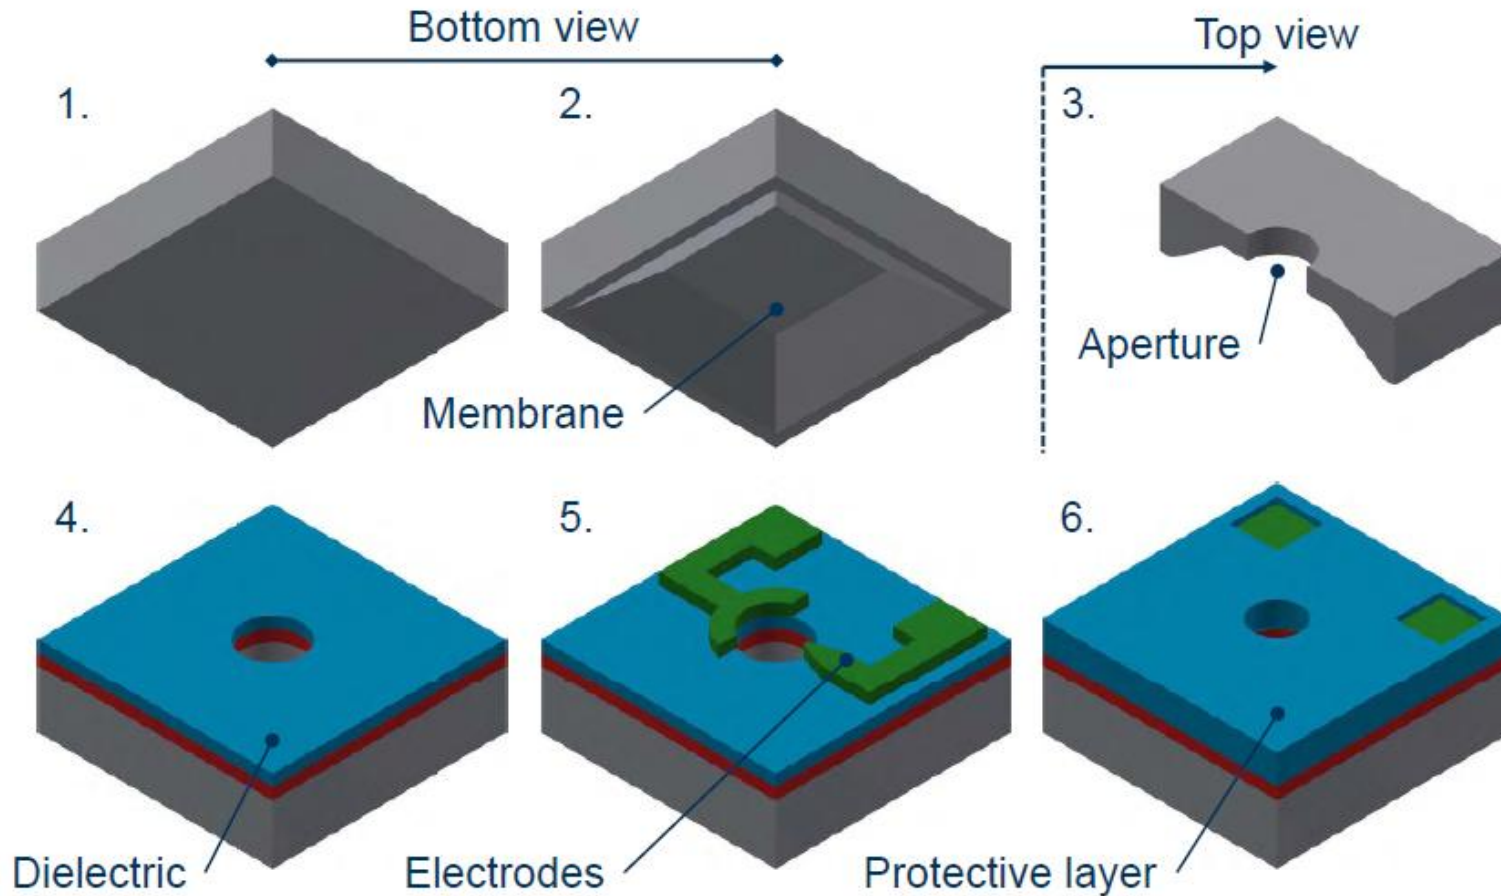 Bottom view
Top view
1.
2.
3.
Aperture
Membrane
4.
5.
6.
Dielectric
Electrodes
Protective layer